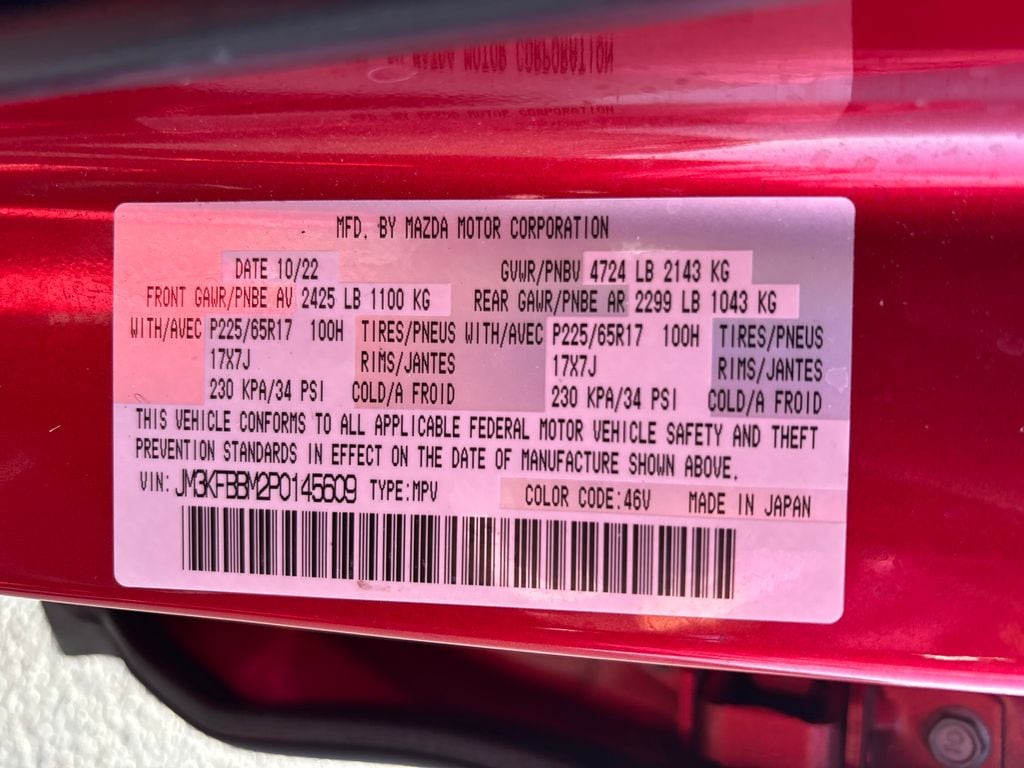 MFD. BY MAZDA MOTOR CORPORATION
DATE 10/22 GVWR/PNBV 4724 LB 2143 KG
FRONT GAWR/PNBE AV 2425 LB 1100 KG REAR GAWR/PNBE AR 2299 LB 1043 KG
WITH/AVEC P225/65R17 100H TIRES/PNEUS WITH/AVEC P225/65R17 100H TIRES/PNEUS
17X7J RIMS/JANTES 17X7J RIMS/JANTES
230 KPA/34 PSI COLD/A FROID 230 KPA/34 PSI COLD/A FROID
THIS VEHICLE CONFORMS TO ALL APPLICABLE FEDERAL MOTOR VEHICLE SAFETY AND THEFT
PREVENTION STANDARDS IN EFFECT ON THE DATE OF MANUFACTURE SHOWN ABOVE.
VIN: JM3KFBBM2P0145609 TYPE:MPV COLOR CODE:46V MADE IN JAPAN